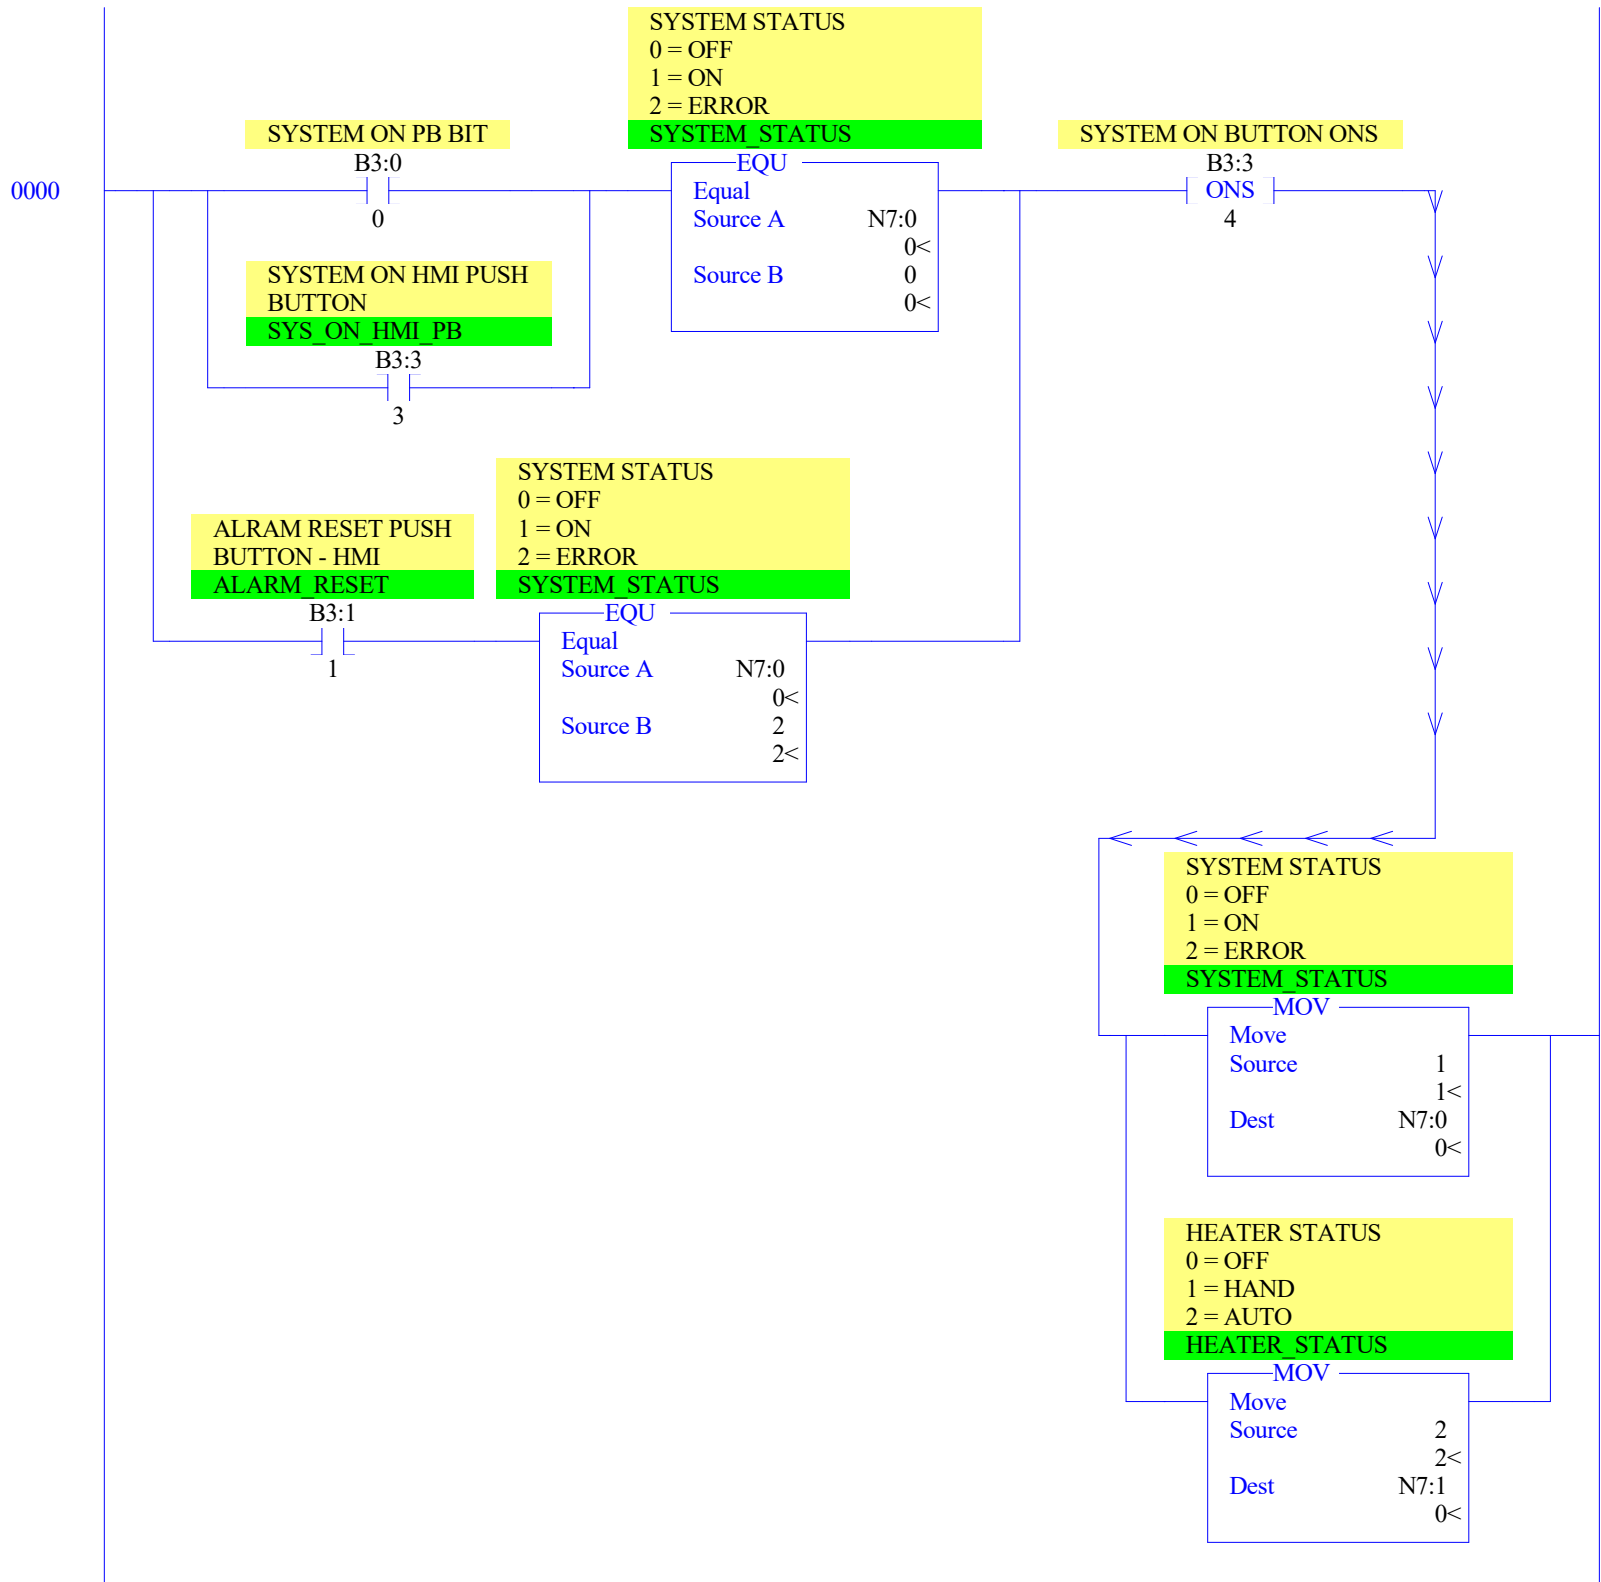 SYSTEM STATUS
0 = OFF
1 = ON
2 = ERROR
SYSTEM_STATUS
SYSTEM ON PB BIT
B3:0
0
0000
EQU
Equal
Source A N7:0
0<
Source B 0
0<
SYSTEM ON BUTTON ONS
B3:3
ONS
4
SYSTEM ON HMI PUSH
BUTTON
SYS_ON_HMI_PB
B3:3
3
ALRAM RESET PUSH
BUTTON - HMI
ALARM_RESET
B3:1
1
SYSTEM STATUS
0 = OFF
1 = ON
2 = ERROR
SYSTEM_STATUS
EQU
Equal
Source A N7:0
0<
Source B 2
2<
SYSTEM STATUS
0 = OFF
1 = ON
2 = ERROR
SYSTEM_STATUS
MOV
Move
Source 1
1<
Dest N7:0
0<
HEATER STATUS
0 = OFF
1 = HAND
2 = AUTO
HEATER_STATUS
MOV
Move
Source 2
2<
Dest N7:1
0<